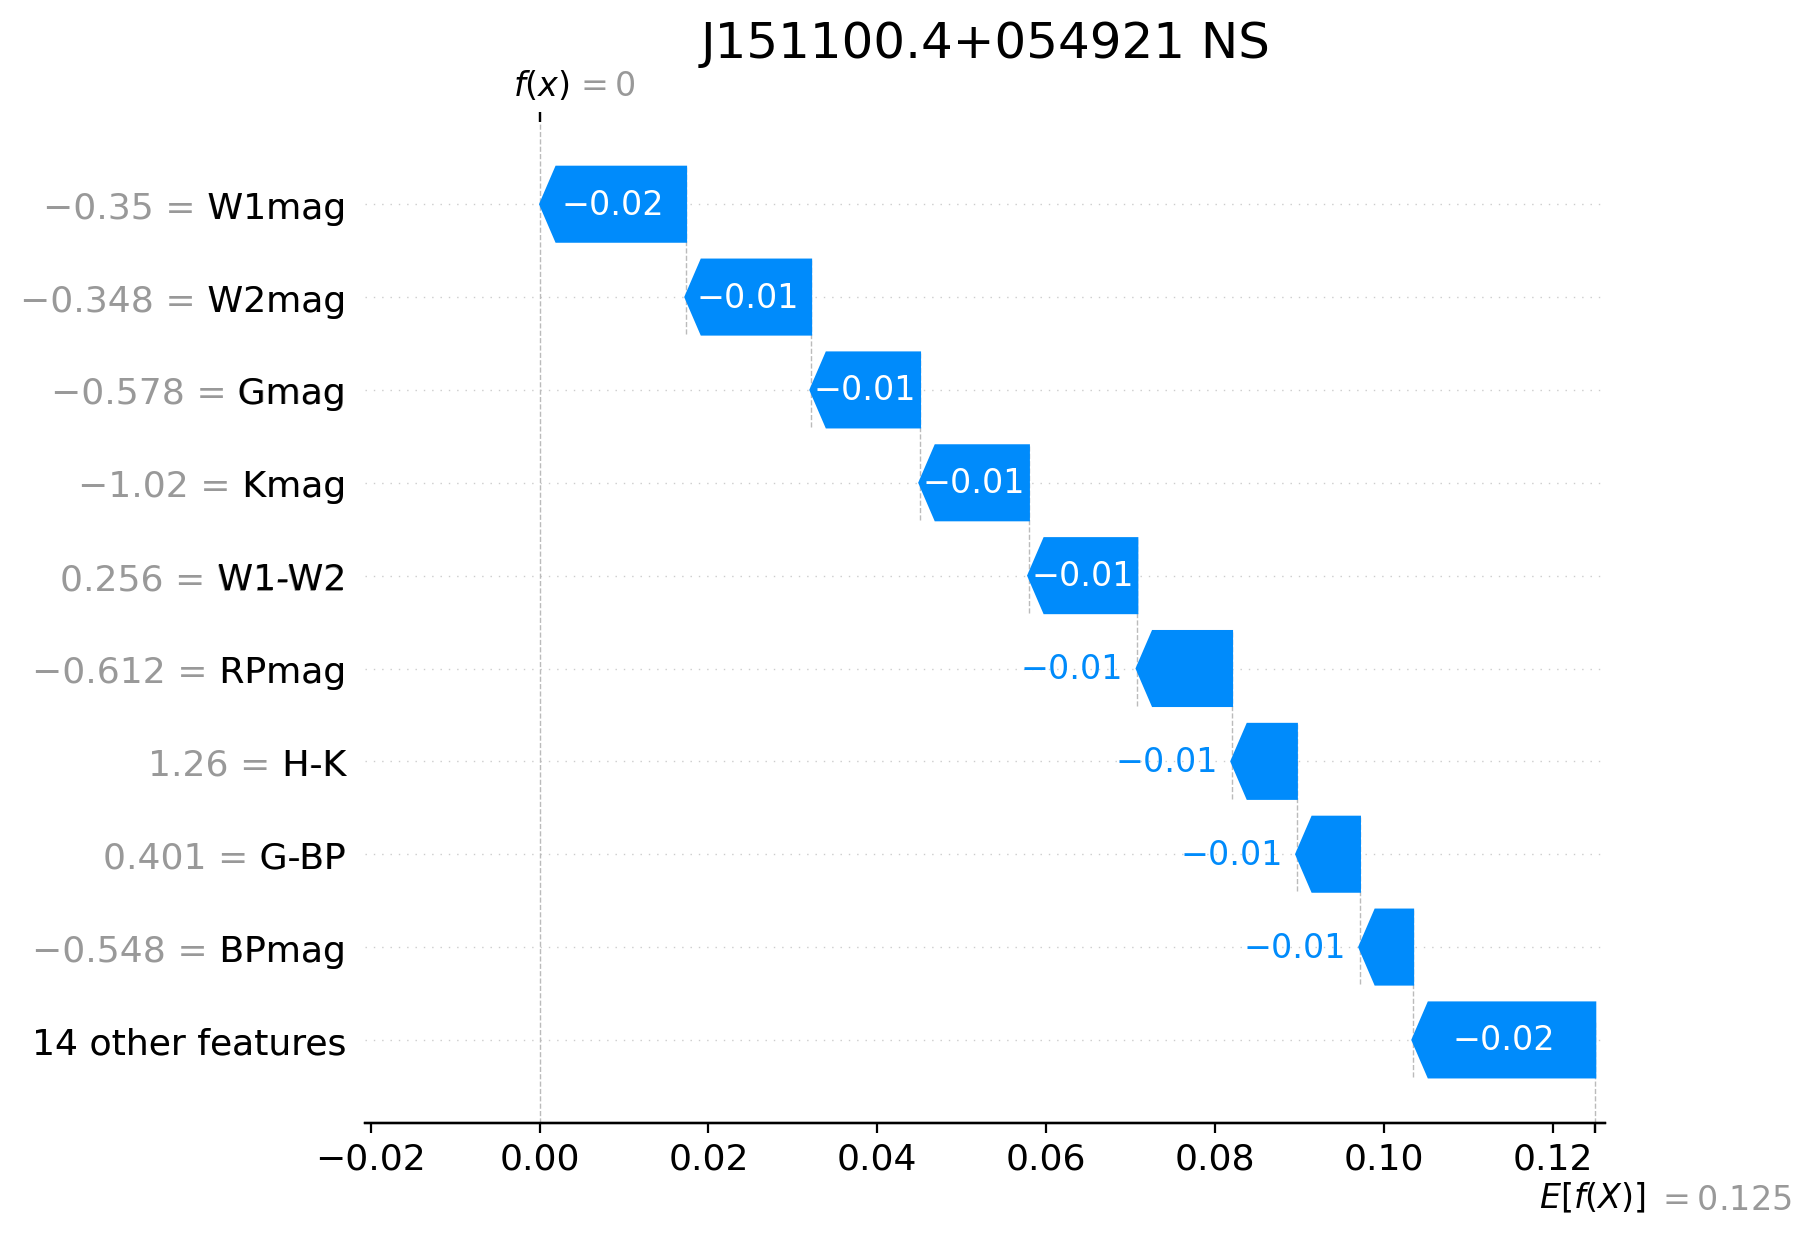 J151100.4+054921 NS
f(x) = 0
−0.35 = W1mag −0.02
−0.348 = W2mag −0.01
−0.578 = Gmag −0.01
−1.02 = Kmag −0.01
0.256 = W1-W2 −0.01
−0.612 = RPmag −0.01
1.26 = H-K −0.01
0.401 = G-BP −0.01
−0.548 = BPmag −0.01
14 other features −0.02
−0.02 0.00 0.02 0.04 0.06 0.08 0.10 0.12
E[f(X)] = 0.125